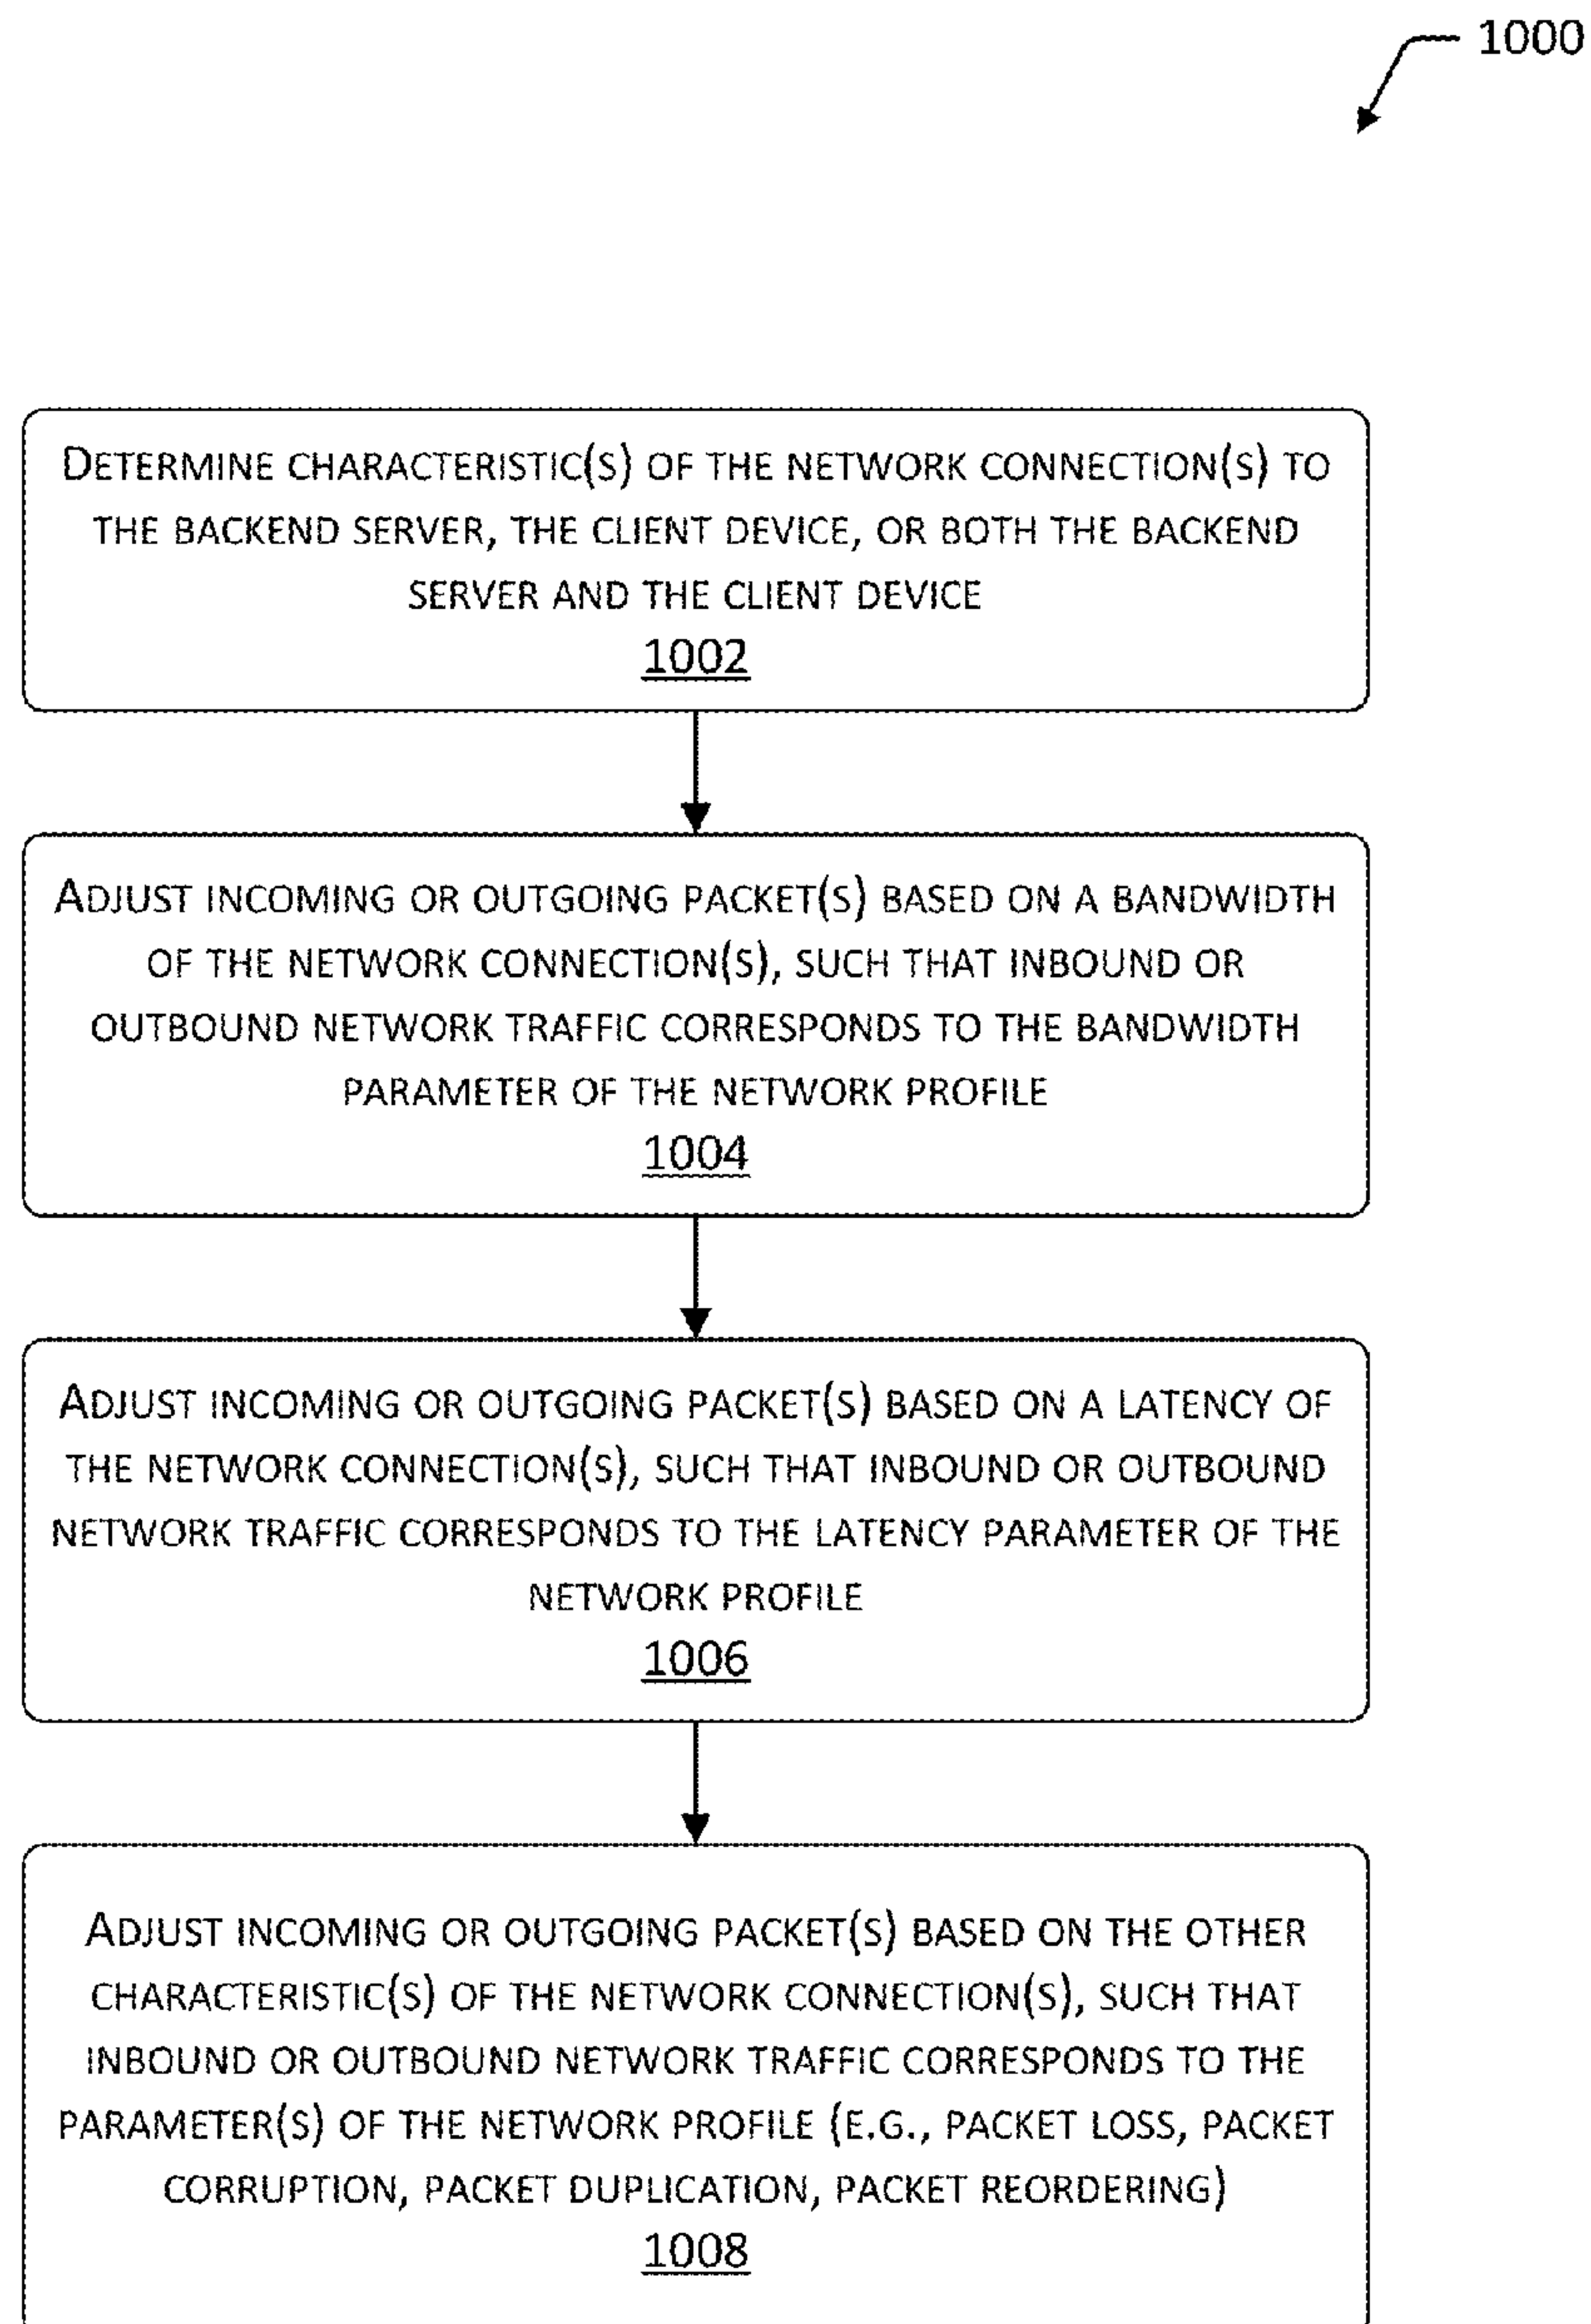 1000
DETERMINE CHARACTERISTIC(S) OF THE NETWORK CONNECTION(S) TO
THE BACKEND SERVER, THE CLIENT DEVICE, OR BOTH THE BACKEND
SERVER AND THE CLIENT DEVICE
1002
ADJUST INCOMING OR OUTGOING PACKET(S) BASED ON A BANDWIDTH
OF THE NETWORK CONNECTION(S), SUCH THAT INBOUND OR
OUTBOUND NETWORK TRAFFIC CORRESPONDS TO THE BANDWIDTH
PARAMETER OF THE NETWORK PROFILE
1004
ADJUST INCOMING OR OUTGOING PACKET(S) BASED ON A LATENCY OF
THE NETWORK CONNECTION(S), SUCH THAT INBOUND OR OUTBOUND
NETWORK TRAFFIC CORRESPONDS TO THE LATENCY PARAMETER OF THE
NETWORK PROFILE
1006
ADJUST INCOMING OR OUTGOING PACKET(S) BASED ON THE OTHER
CHARACTERISTIC(S) OF THE NETWORK CONNECTION(S), SUCH THAT
INBOUND OR OUTBOUND NETWORK TRAFFIC CORRESPONDS TO THE
PARAMETER(S) OF THE NETWORK PROFILE (E.G., PACKET LOSS, PACKET
CORRUPTION, PACKET DUPLICATION, PACKET REORDERING)
1008